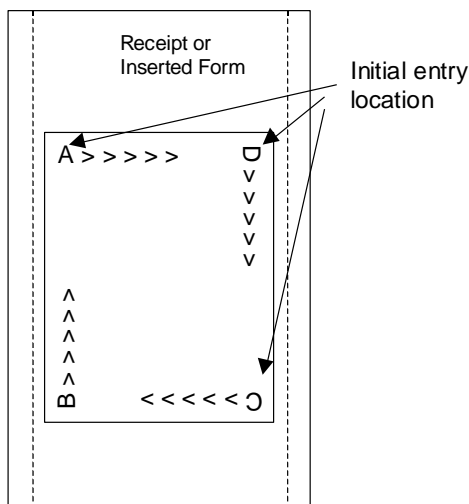 Receipt or
Inserted Form
Initial entry
location
A > > > > >
D > > > > >
B > > > > >
C > > > > >